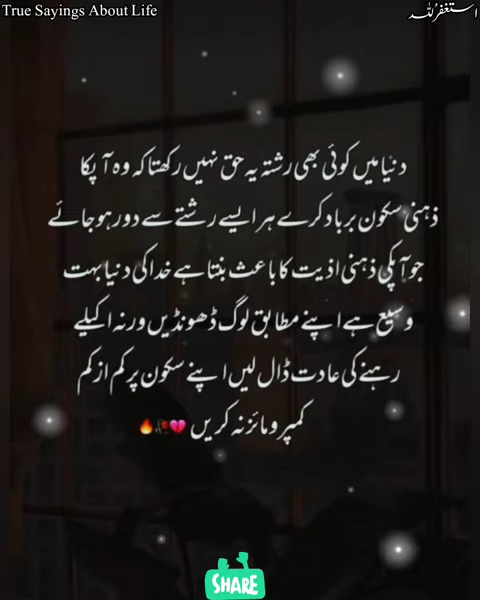 True Sayings About Life
استغفرُللہ
دنیا میں کوئی بھی رشتہ یہ حق نہیں رکھتا کہ وہ آپکا
ذہنی سکون برباد کرے ہر ایسے رشتے سے دور ہو جائے
جو آپکی ذہنی اذیت کا باعث بنتا ہے خدا کی دنیا بہت
وسیع ہے اپنے مطابق لوگ ڈھونڈیں ورنہ اکیلے
رہنے کی عادت ڈال لیں اپنے سکون پر کم از کم
کمپرومائز نہ کریں 💔🥀🔥
SHARE